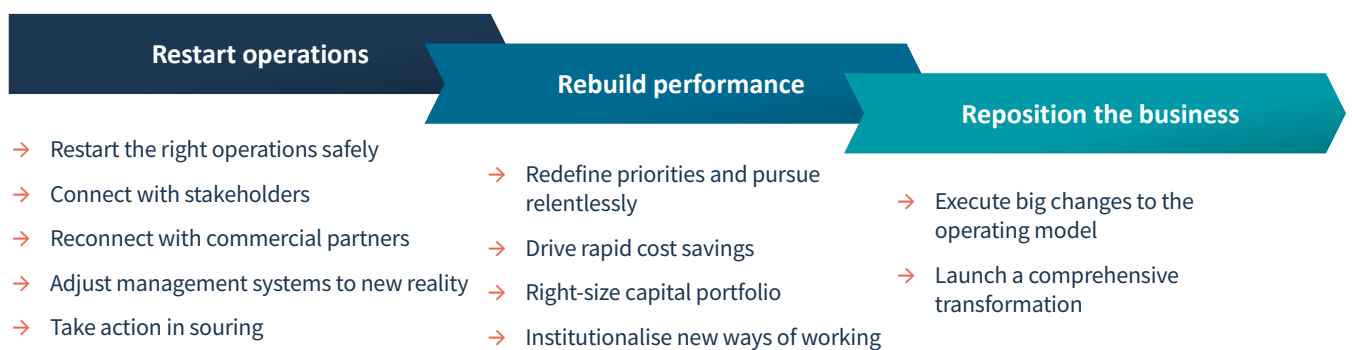 Restart operations
Restart the right operations safely
Connect with stakeholders
Reconnect with commercial partners
Adjust management systems to new reality
Take action in souring
Rebuild performance
Redefine priorities and pursue
relentlessly
Drive rapid cost savings
Right-size capital portfolio
Institutionalise new ways of working
Reposition the business
Execute big changes to the
operating model
Launch a comprehensive
transformation